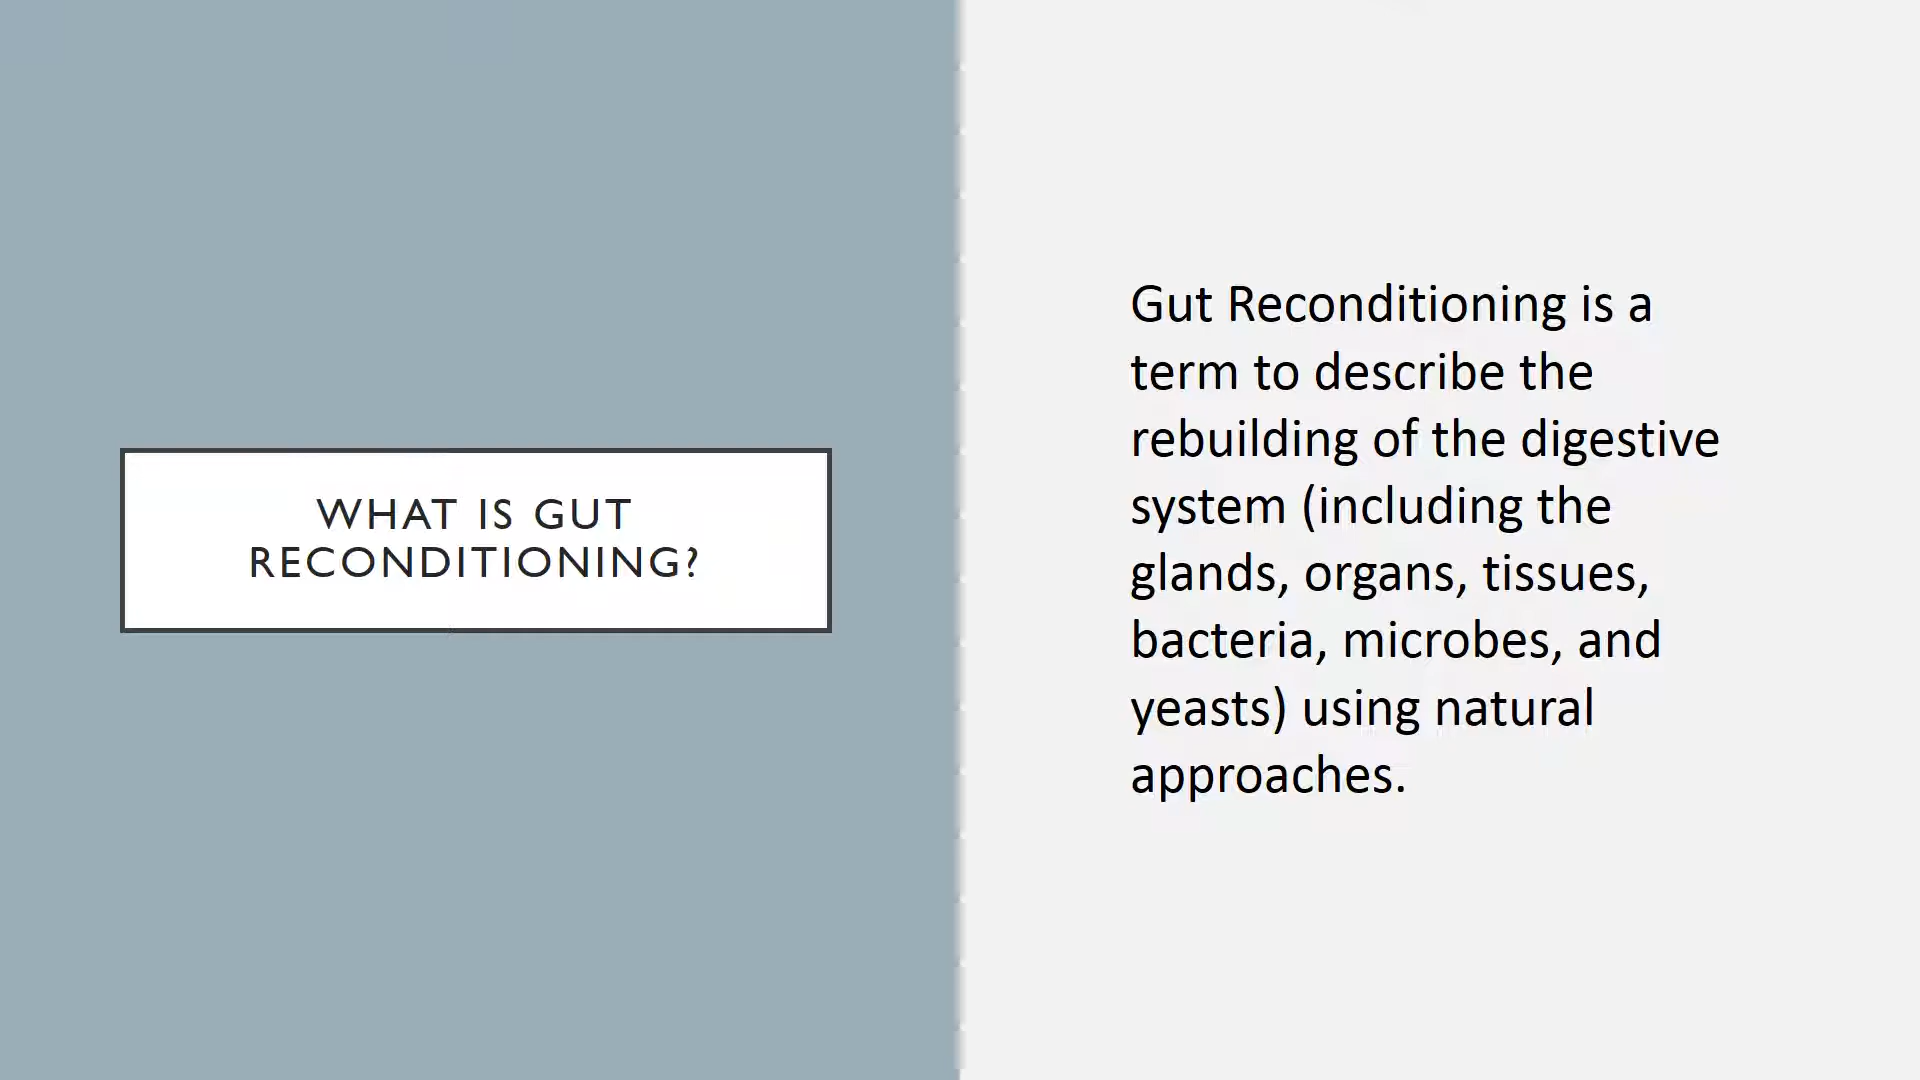 WHAT IS GUT
RECONDITIONING?
Gut Reconditioning is a
term to describe the
rebuilding of the digestive
system (including the
glands, organs, tissues,
bacteria, microbes, and
yeasts) using natural
approaches.